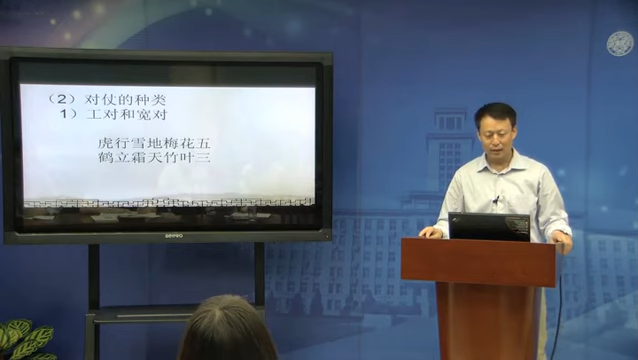 （2）对仗的种类
1）工对和宽对
虎行雪地梅花五
鹤立霜天竹叶三